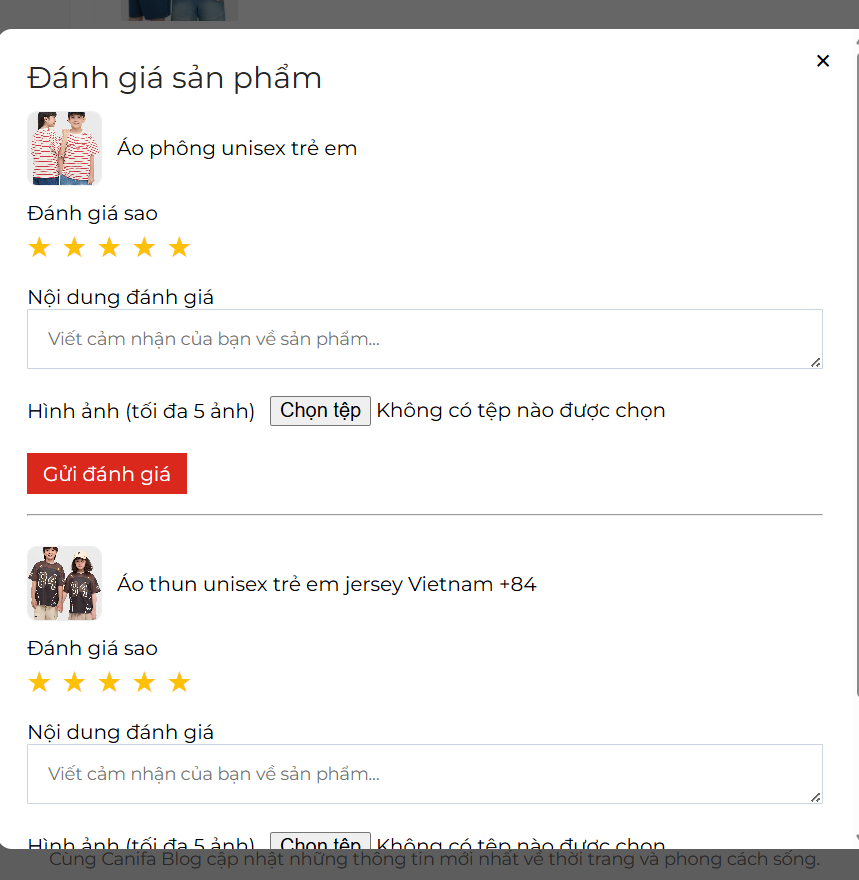 Đánh giá sản phẩm
Áo phông unisex trẻ em
Đánh giá sao
Nội dung đánh giá
Viết cảm nhận của bạn về sản phẩm...
Hình ảnh (tối đa 5 ảnh) Chọn tệp Không có tệp nào được chọn
Gửi đánh giá
Áo thun unisex trẻ em jersey Vietnam +84
Đánh giá sao
Nội dung đánh giá
Viết cảm nhận của bạn về sản phẩm...
Hình ảnh (tối đa 5 ảnh) Chọn tệp Không có tệp nào được chọn
Cùng Canifa Blog cập nhật những thông tin mới nhất về thời trang và phong cách sống.